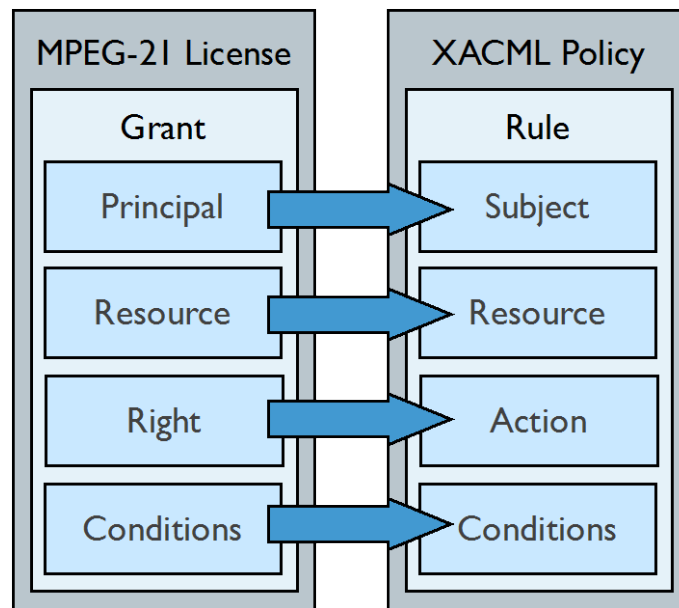 MPEG-21 License
Grant
Principal
Resource
Right
Conditions
XACML Policy
Rule
Subject
Resource
Action
Conditions